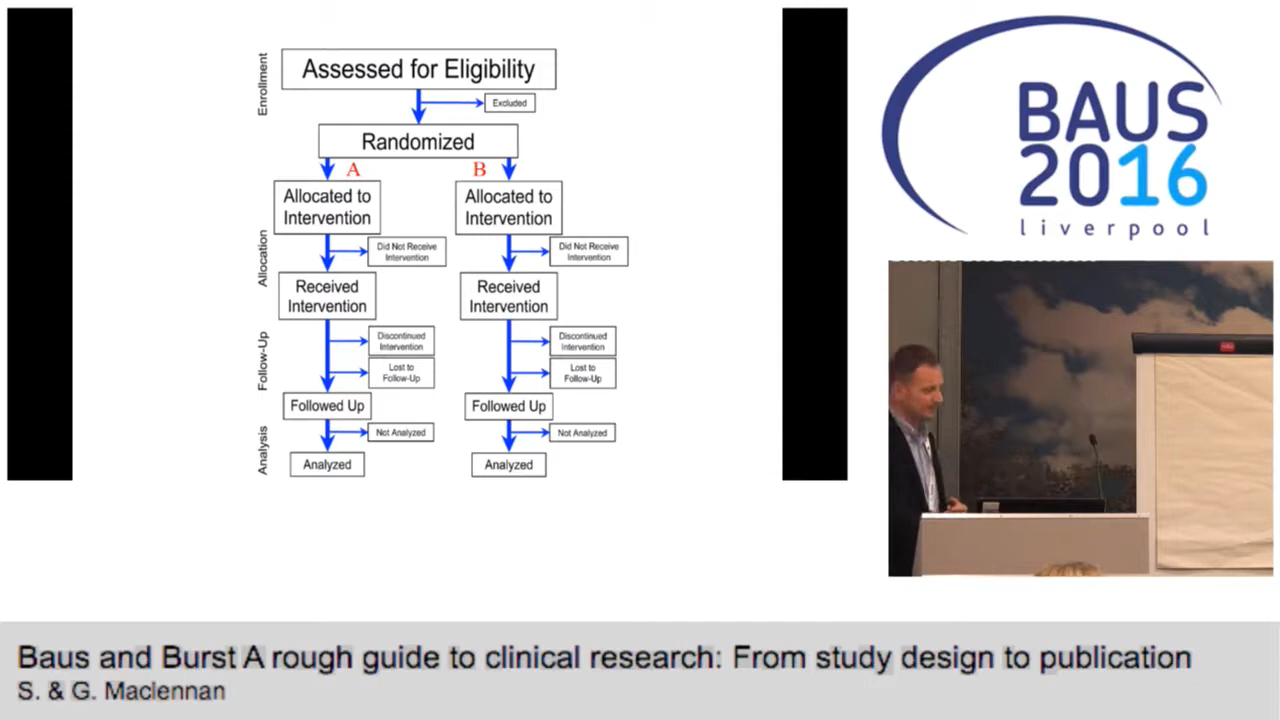 Enrollment
Assessed for Eligibility
Excluded
Randomized
A
B
Allocated to
Intervention
Allocated to
Intervention
Allocation
Did Not Receive
Intervention
Did Not Receive
Intervention
Received
Intervention
Received
Intervention
Follow-Up
Discontinued
Intervention
Discontinued
Intervention
Lost to
Follow-Up
Lost to
Follow-Up
Followed Up
Followed Up
Analysis
Not Analyzed
Not Analyzed
Analyzed
Analyzed
BAUS
2016
liverpool
Baus and Burst A rough guide to clinical research: From study design to publication
S. & G. Maclennan